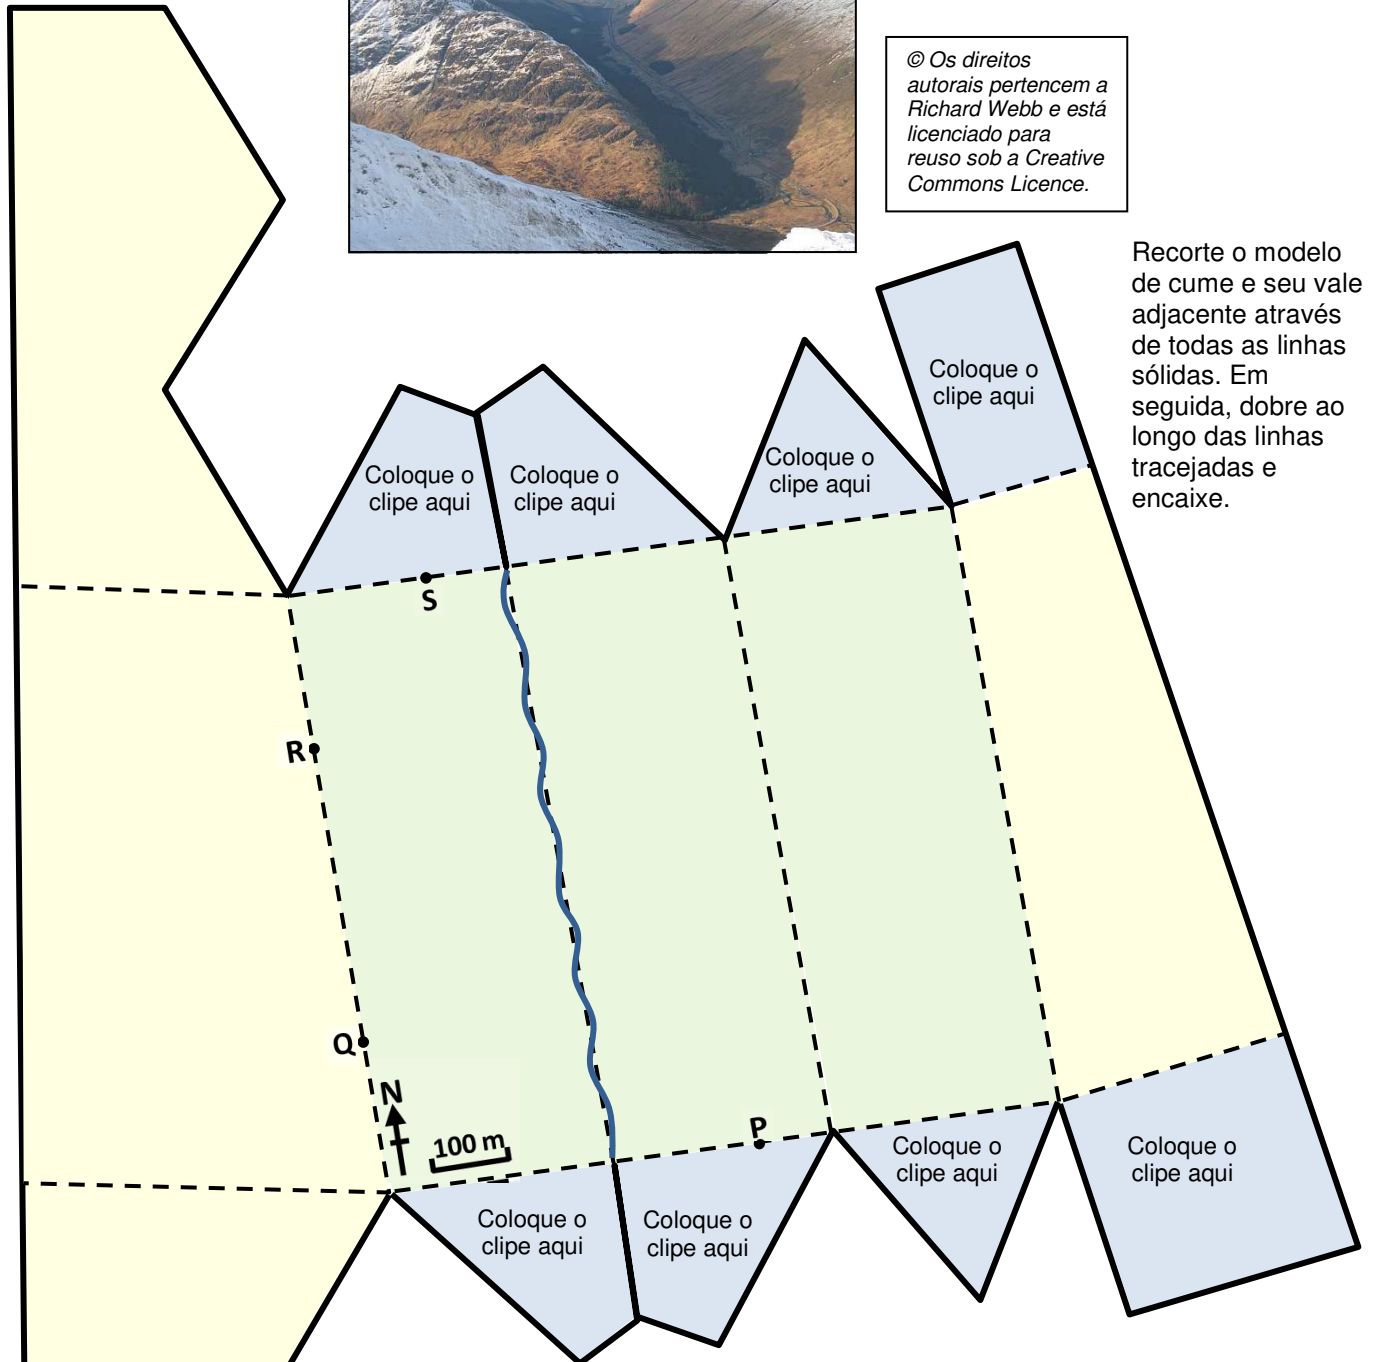 © Os direitos
autorais pertencem a
Richard Webb e está
licenciado para
reuso sob a Creative
Commons Licence.
Recorte o modelo
de cume e seu vale
adjacente através
de todas as linhas
sólidas. Em
seguida, dobre ao
longo das linhas
tracejadas e
encaixe.
Coloque o
clipe aqui
Coloque o
clipe aqui
Coloque o
clipe aqui
Coloque o
clipe aqui
S
R
Q
N
100 m
P
Coloque o
clipe aqui
Coloque o
clipe aqui
Coloque o
clipe aqui
Coloque o
clipe aqui